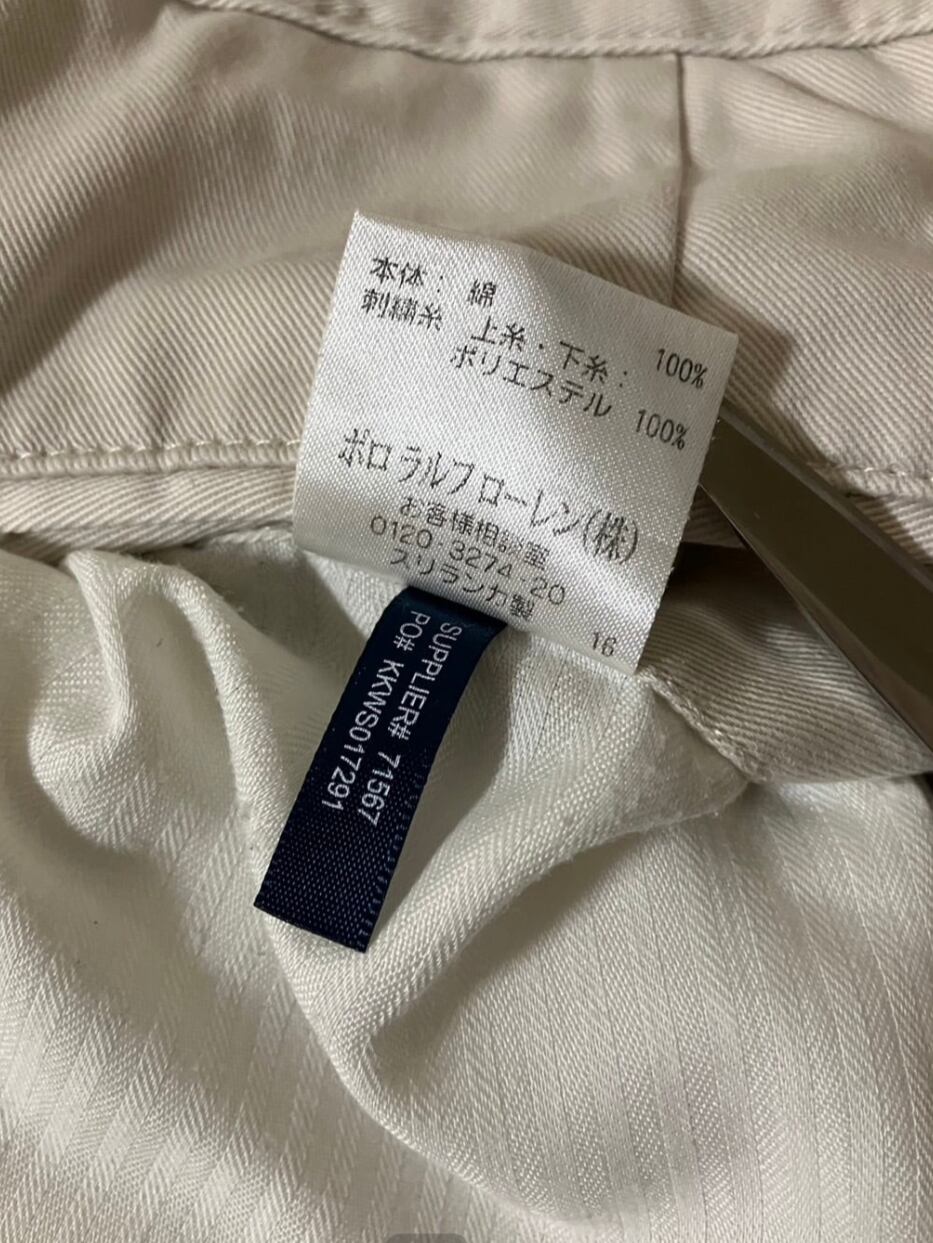 本体： 綿 100%
刺繍糸 上糸・下糸：
ポリエステル 100%
ポロ ラルフ ローレン(株)
お客様相談室
0120・3274・20
スリランカ製
16
SUPPLIER# 71567
PO# KKWS017291